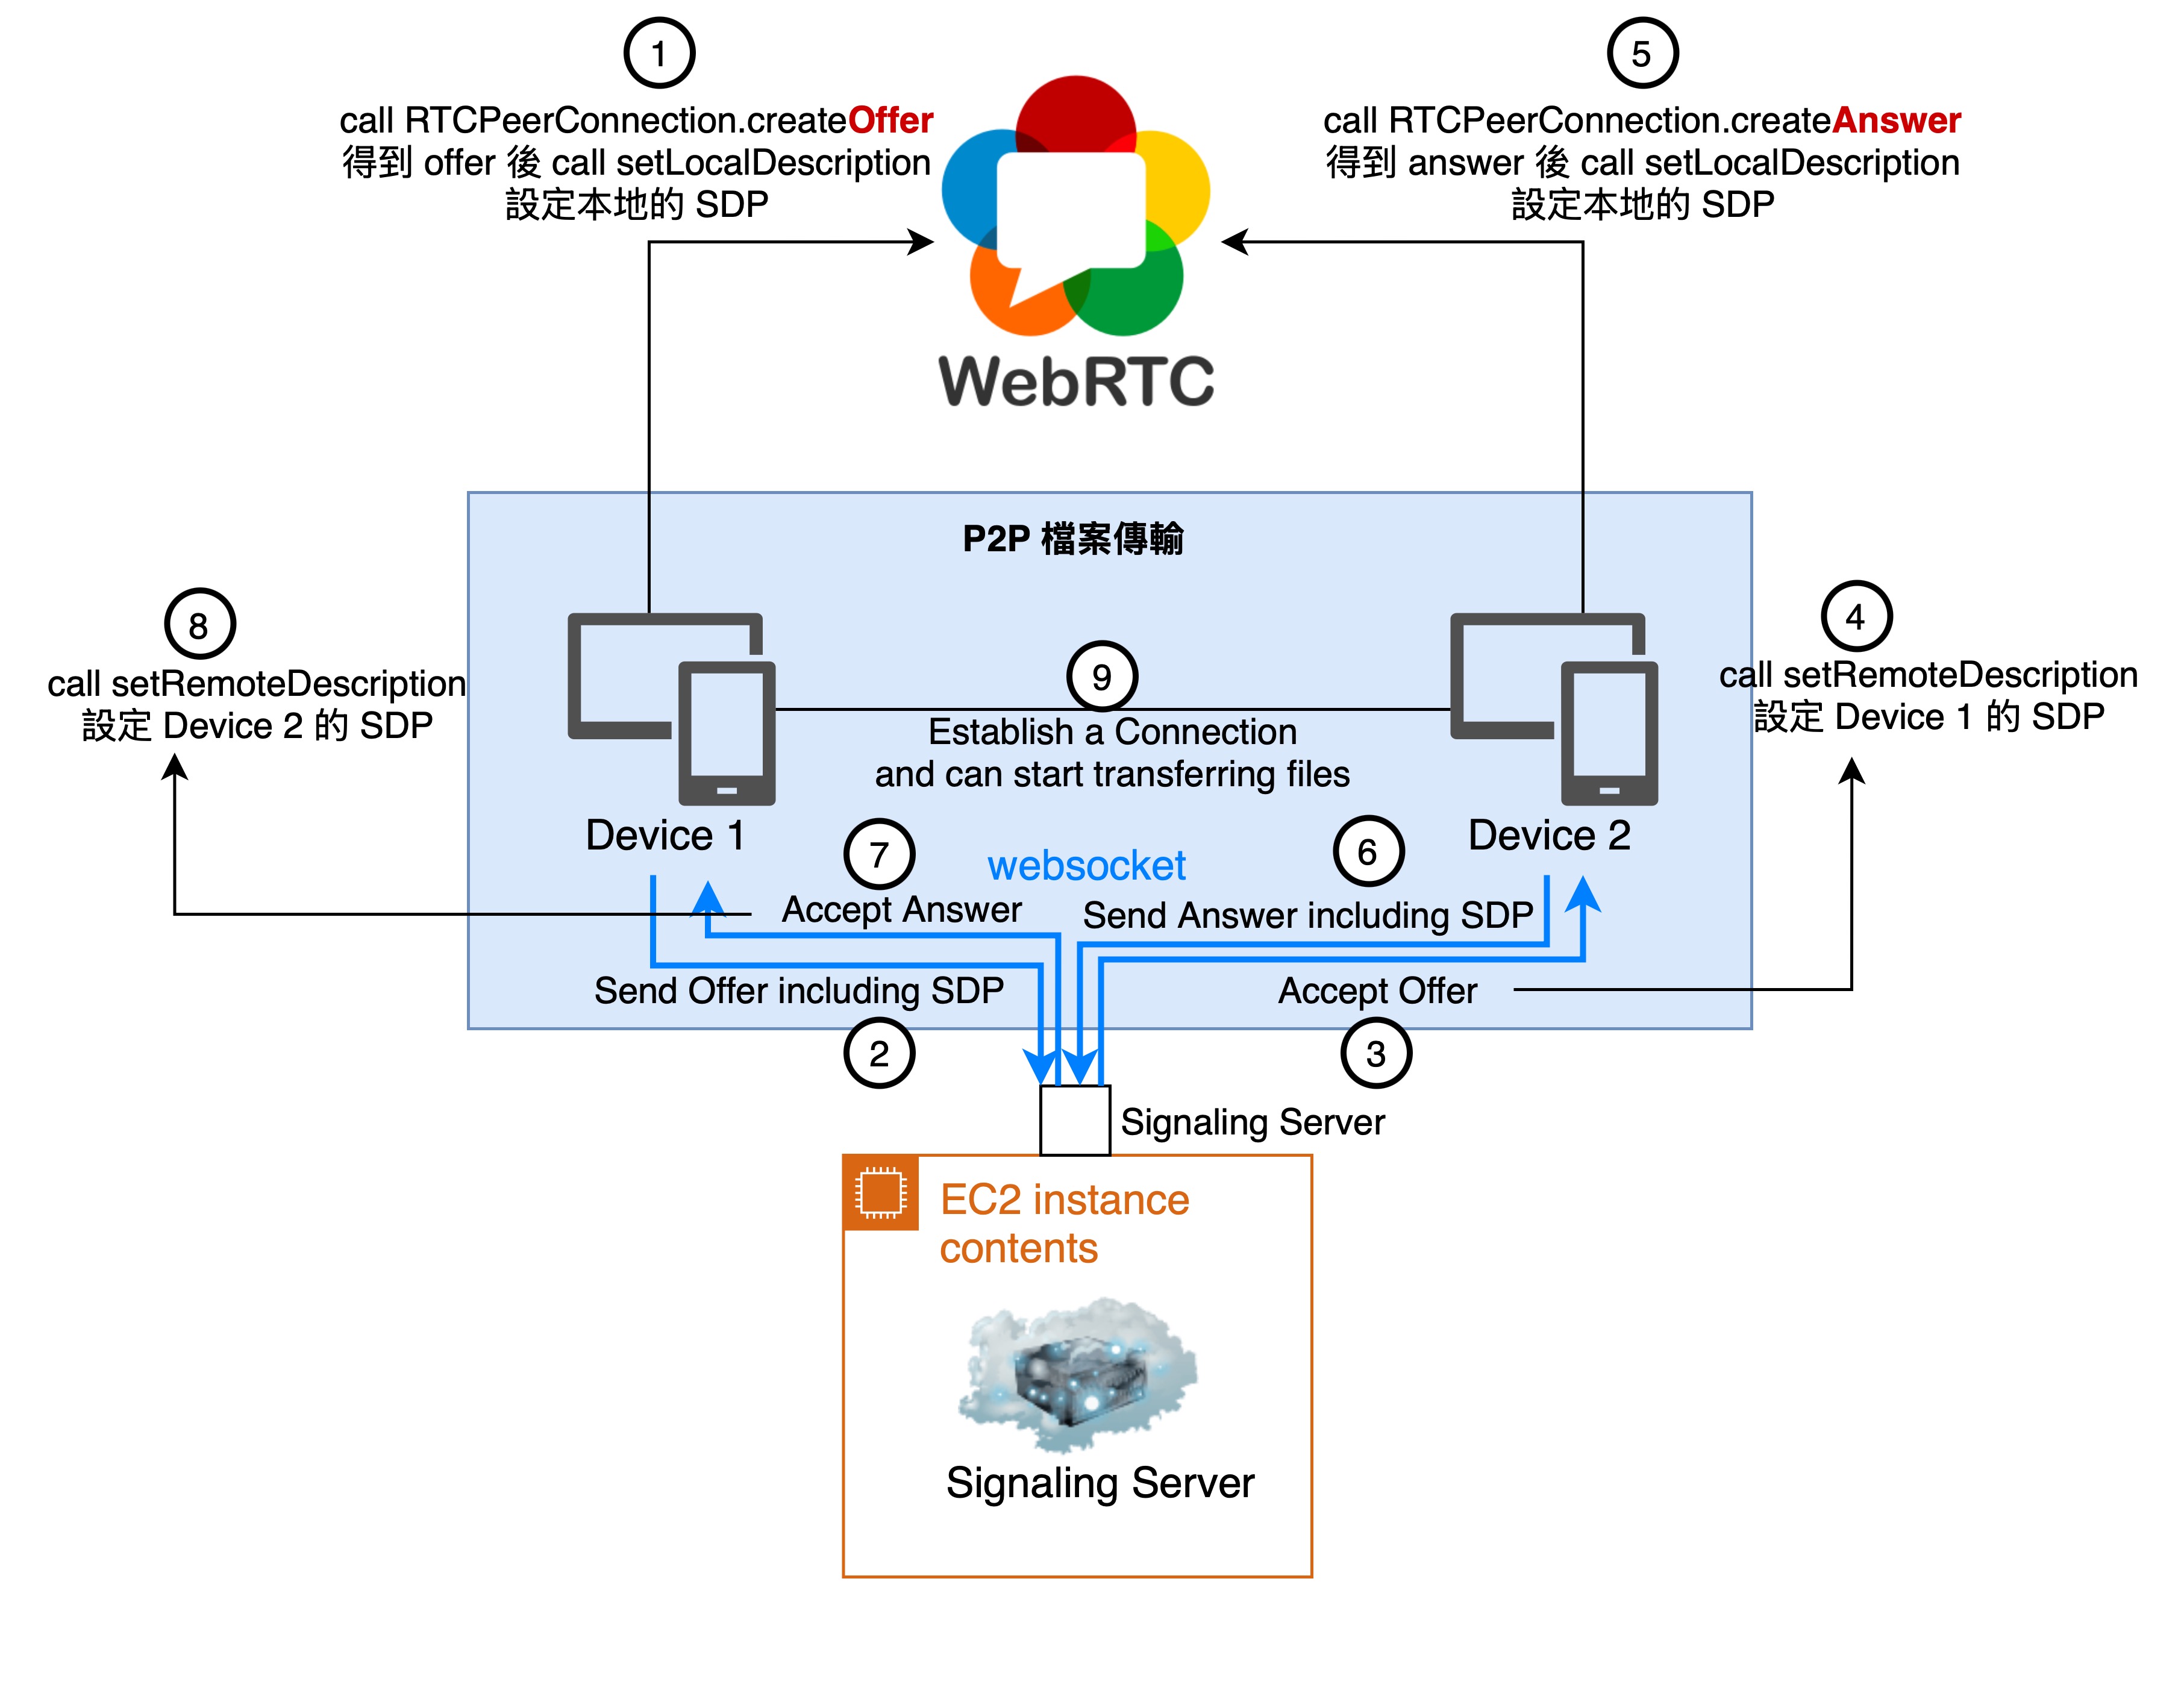 1
call RTCPeerConnection.createOffer
得到 offer 後 call setLocalDescription
設定本地的 SDP
5
call RTCPeerConnection.createAnswer
得到 answer 後 call setLocalDescription
設定本地的 SDP
WebRTC
P2P 檔案傳輸
8
call setRemoteDescription
設定 Device 2 的 SDP
9
Establish a Connection
and can start transferring files
4
call setRemoteDescription
設定 Device 1 的 SDP
Device 1
Device 2
7
websocket
6
Accept Answer
Send Answer including SDP
Send Offer including SDP
Accept Offer
2
3
Signaling Server
EC2 instance
contents
Signaling Server